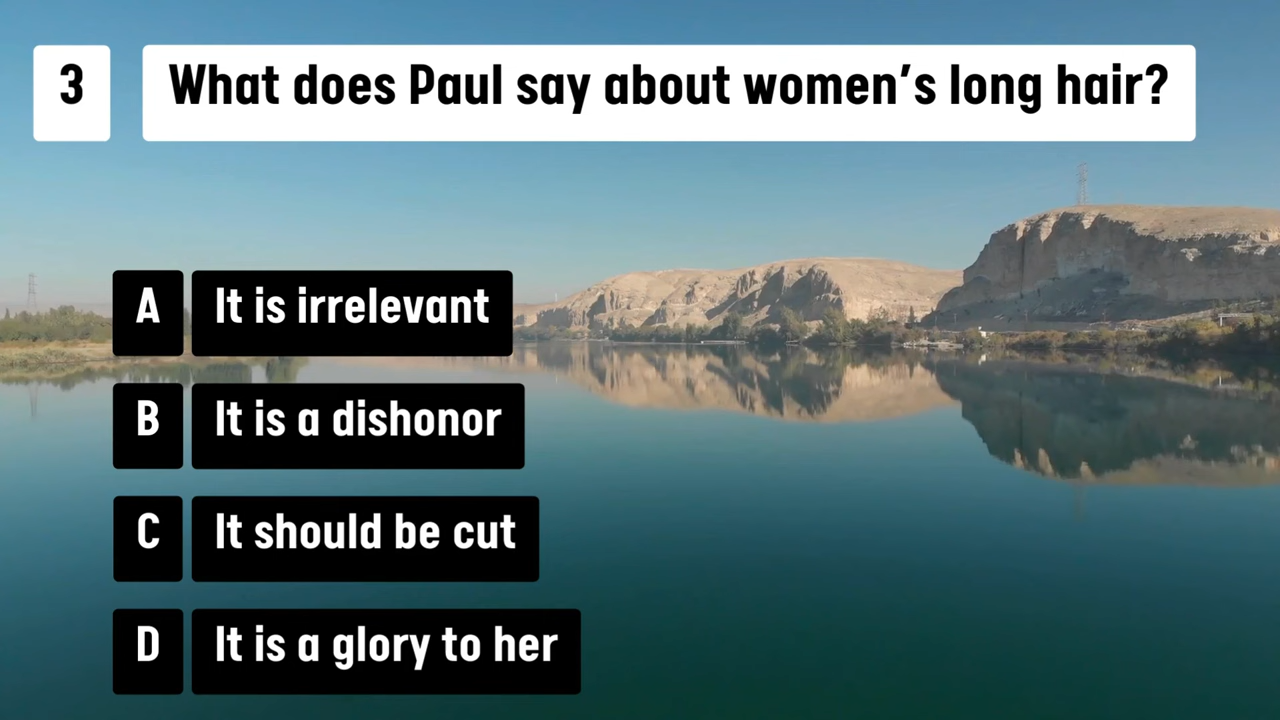 3
What does Paul say about women's long hair?
A It is irrelevant
B It is a dishonor
C It should be cut
D It is a glory to her